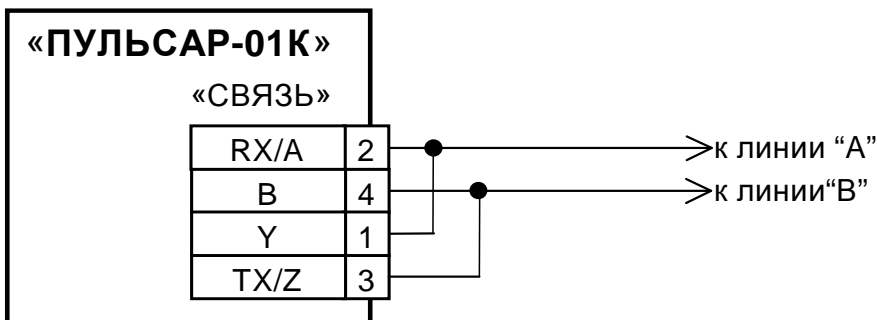 «ПУЛЬСАР-01К»
«СВЯЗЬ»
RX/A 2
B 4
Y 1
TX/Z 3
к линии “А”
к линии“В”